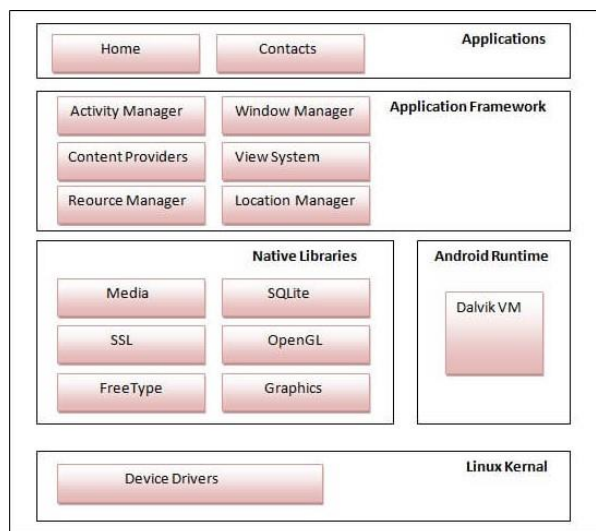 Applications
Home
Contacts
Application Framework
Activity Manager
Window Manager
Content Providers
View System
Reource Manager
Location Manager
Native Libraries
Media
SQLite
SSL
OpenGL
FreeType
Graphics
Android Runtime
Dalvik VM
Linux Kernal
Device Drivers